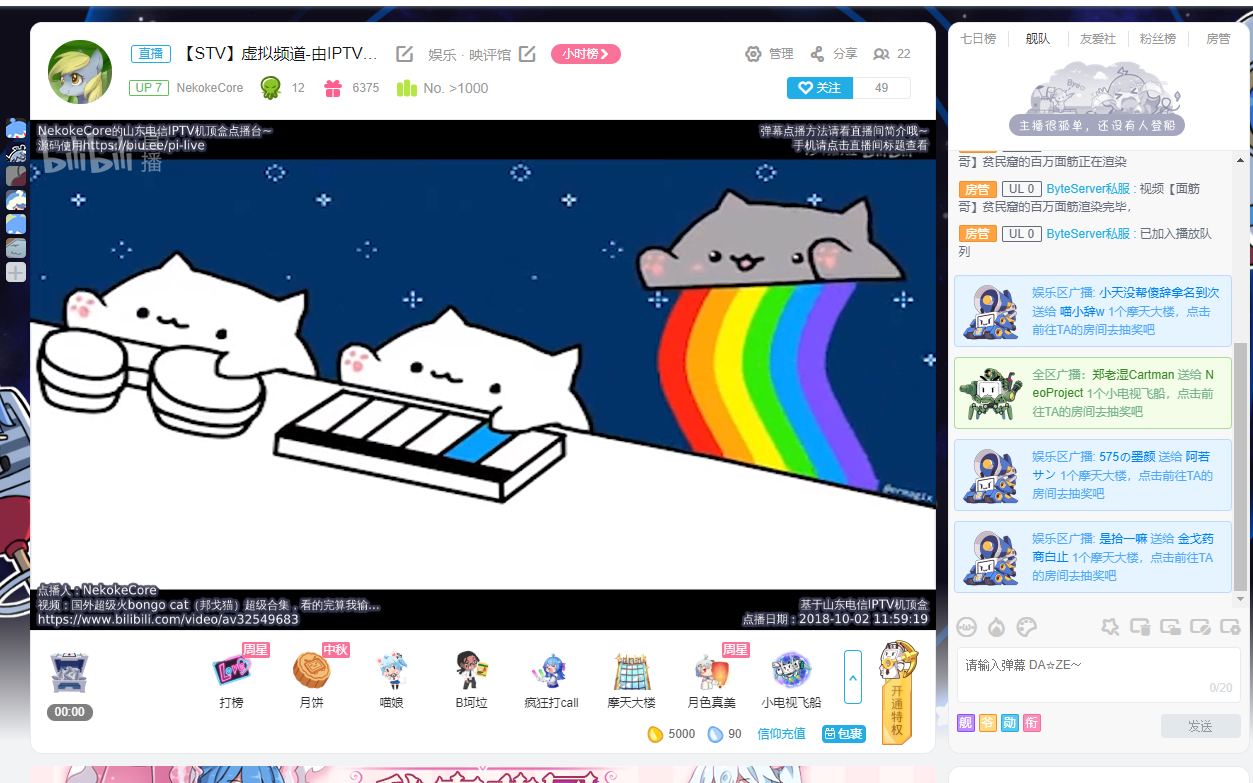 直播
【STV】虚拟频道-由IPTV…
娱乐 · 映评馆
小时榜
管理
分享
22
UP 7
NekokeCore
12
6375
No. >1000
关注
49
NekokeCore的山东电信IPTV机顶盒点播台~
源码使用https://biu.ee/pi-live
bilibili 直播
弹幕点播方法请看直播间简介哦~
手机请点击直播间标题查看
@ermagix
点播人：NekokeCore
视频：国外超级火bongo cat（邦戈猫）超级合集，看的完算我输...
https://www.bilibili.com/video/av32549683
基于山东电信IPTV机顶盒
点播日期：2018-10-02 11:59:19
00:00
周星
Love
打榜
中秋
月饼
喵娘
B坷垃
疯狂打call
摩天大楼
周星
月色真美
小电视飞船
开通特权
5000
90
信仰充值
包裹
七日榜
舰队
友爱社
粉丝榜
房管
主播很孤单，还没有人登船
哥】贫民窟的百万面筋正在渲染
房管 UL 0 ByteServer私服 : 视频【面筋
哥】贫民窟的百万面筋渲染完毕，
房管 UL 0 ByteServer私服 : 已加入播放队
列
娱乐区广播: 小天没帮傻辞拿名到次
送给 喵小辞w 1个摩天大楼，点击
前往TA的房间去抽奖吧
全区广播：郑老湿Cartman 送给 N
eoProject 1个小电视飞船，点击前
往TA的房间去抽奖吧
娱乐区广播: 575の墨颜 送给 阿若
サン 1个摩天大楼，点击前往TA的
房间去抽奖吧
娱乐区广播: 是拾一嘛 送给 金戈药
商白止 1个摩天大楼，点击前往TA
的房间去抽奖吧
请输入弹幕 DA☆ZE～
0/20
舰
爷
勋
衔
发送